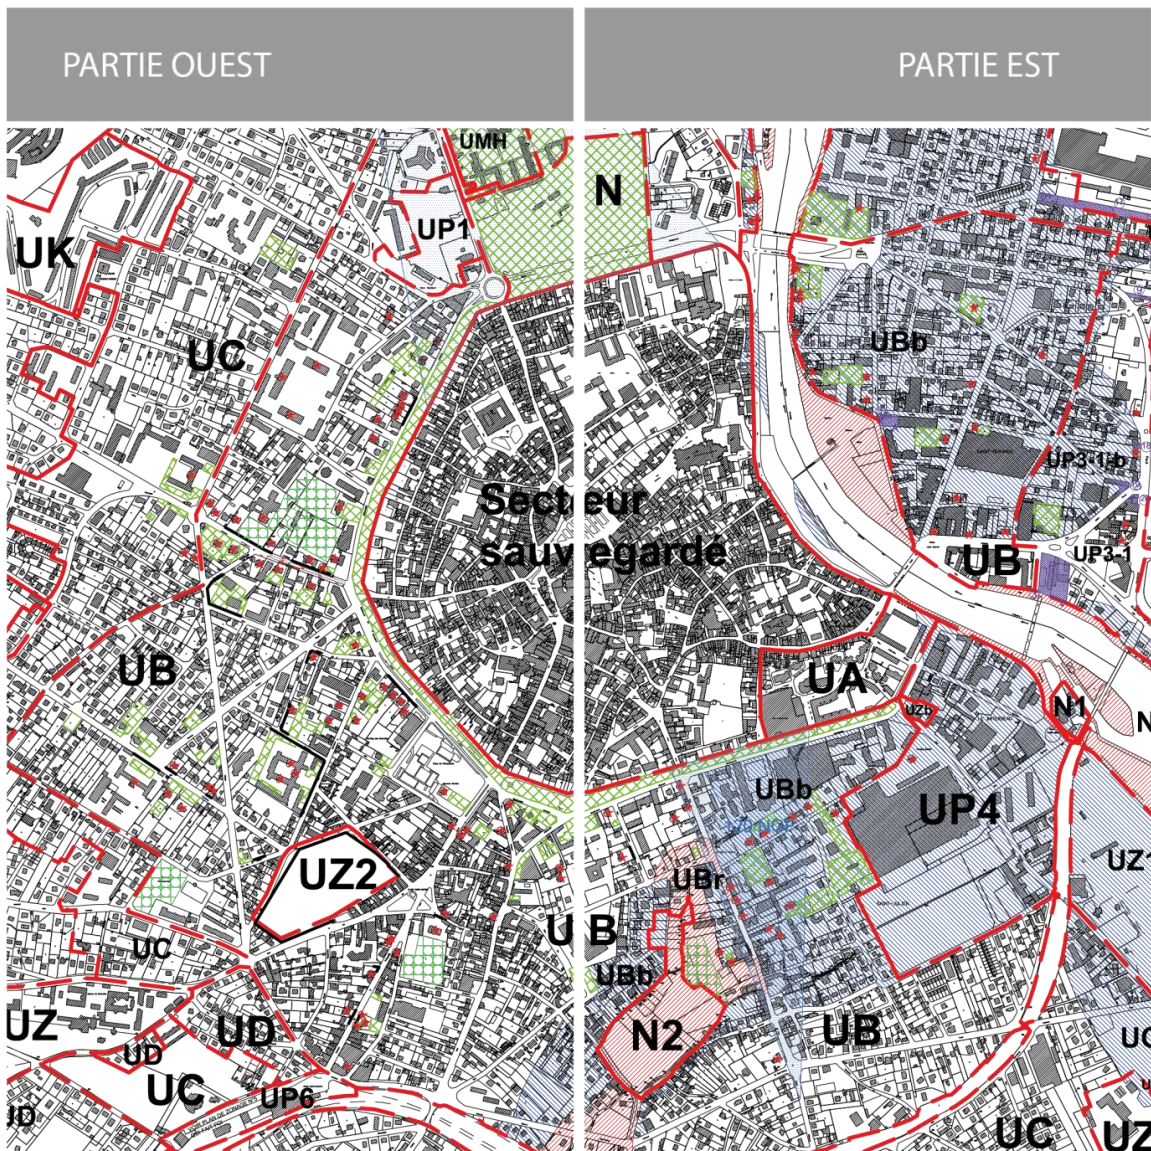 PARTIE OUEST
PARTIE EST
UMH
N
UP1
UK
UC
UBb
UP3-1-b
Secteur
sauvegardé
UB
UP3-1
UB
UA
UZb
N1
UBb
UP4
UZ2
UBr
U B
UC
UBb
UZ
UD
UD
N2
UB
UC
UP6
UC
UZ